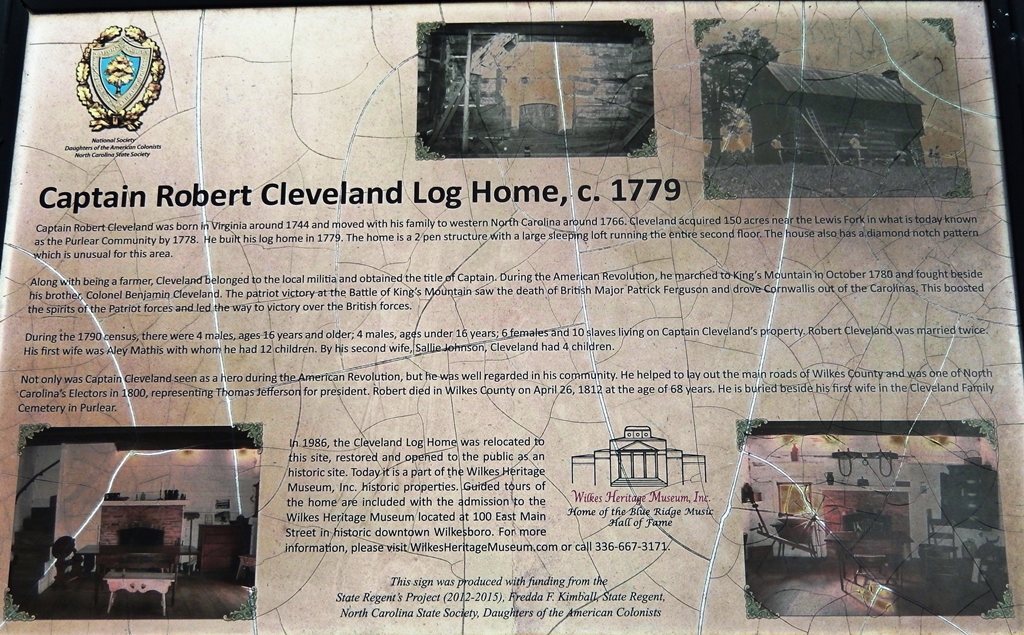 National Society
Daughters of the American Colonists
North Carolina State Society
Captain Robert Cleveland Log Home, c. 1779
Captain Robert Cleveland was born in Virginia around 1744 and moved with his family to western North Carolina around 1766. Cleveland acquired 150 acres near the Lewis Fork in what is today known
as the Purlear Community by 1778. He built his log home in 1779. The home is a 2 pen structure with a large sleeping loft running the entire second floor. The house also has a diamond notch pattern
which is unusual for this area.
Along with being a farmer, Cleveland belonged to the local militia and obtained the title of Captain. During the American Revolution, he marched to King's Mountain in October 1780 and fought beside
his brother, Colonel Benjamin Cleveland. The patriot victory at the Battle of King's Mountain saw the death of British Major Patrick Ferguson and drove Cornwallis out of the Carolinas. This boosted
the spirits of the Patriot forces and led the way to victory over the British forces.
During the 1790 census, there were 4 males, ages 16 years and older; 4 males, ages under 16 years; 6 females and 10 slaves living on Captain Cleveland's property. Robert Cleveland was married twice.
His first wife was Aley Mathis with whom he had 12 children. By his second wife, Sallie Johnson, Cleveland had 4 children.
Not only was Captain Cleveland seen as a hero during the American Revolution, but he was well regarded in his community. He helped to lay out the main roads of Wilkes County and was one of North
Carolina's Electors in 1800, representing Thomas Jefferson for president. Robert died in Wilkes County on April 26, 1812 at the age of 68 years. He is buried beside his first wife in the Cleveland Family
Cemetery in Purlear.
In 1986, the Cleveland Log Home was relocated to
this site, restored and opened to the public as an
historic site. Today it is a part of the Wilkes Heritage
Museum, Inc. historic properties. Guided tours of
the home are included with the admission to the
Wilkes Heritage Museum located at 100 East Main
Street in historic downtown Wilkesboro. For more
information, please visit WilkesHeritageMuseum.com or call 336-667-3171.
Wilkes Heritage Museum, Inc.
Home of the Blue Ridge Music
Hall of Fame
This sign was produced with funding from the
State Regent's Project (2012-2015), Fredda F. Kimball, State Regent,
North Carolina State Society, Daughters of the American Colonists